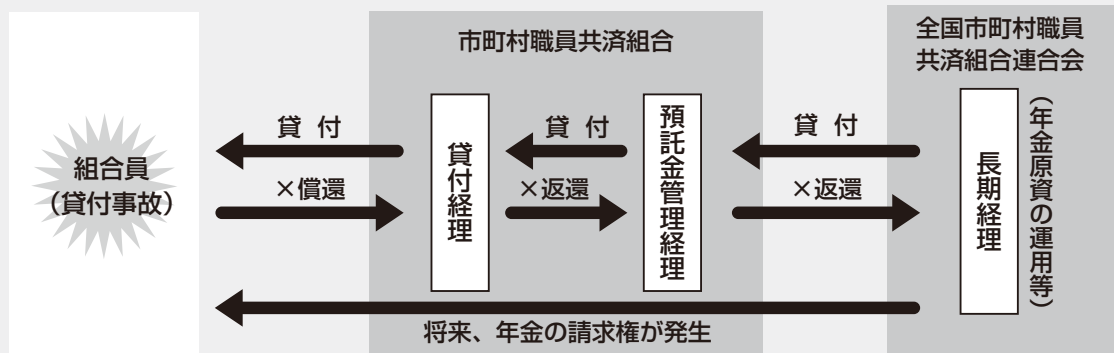 市町村職員共済組合
全国市町村職員
共済組合連合会
組合員
（貸付事故）
貸 付
×償還
貸付経理
貸 付
×返還
預託金管理経理
貸 付
×返還
長期経理
（年金原資の運用等）
将来、年金の請求権が発生